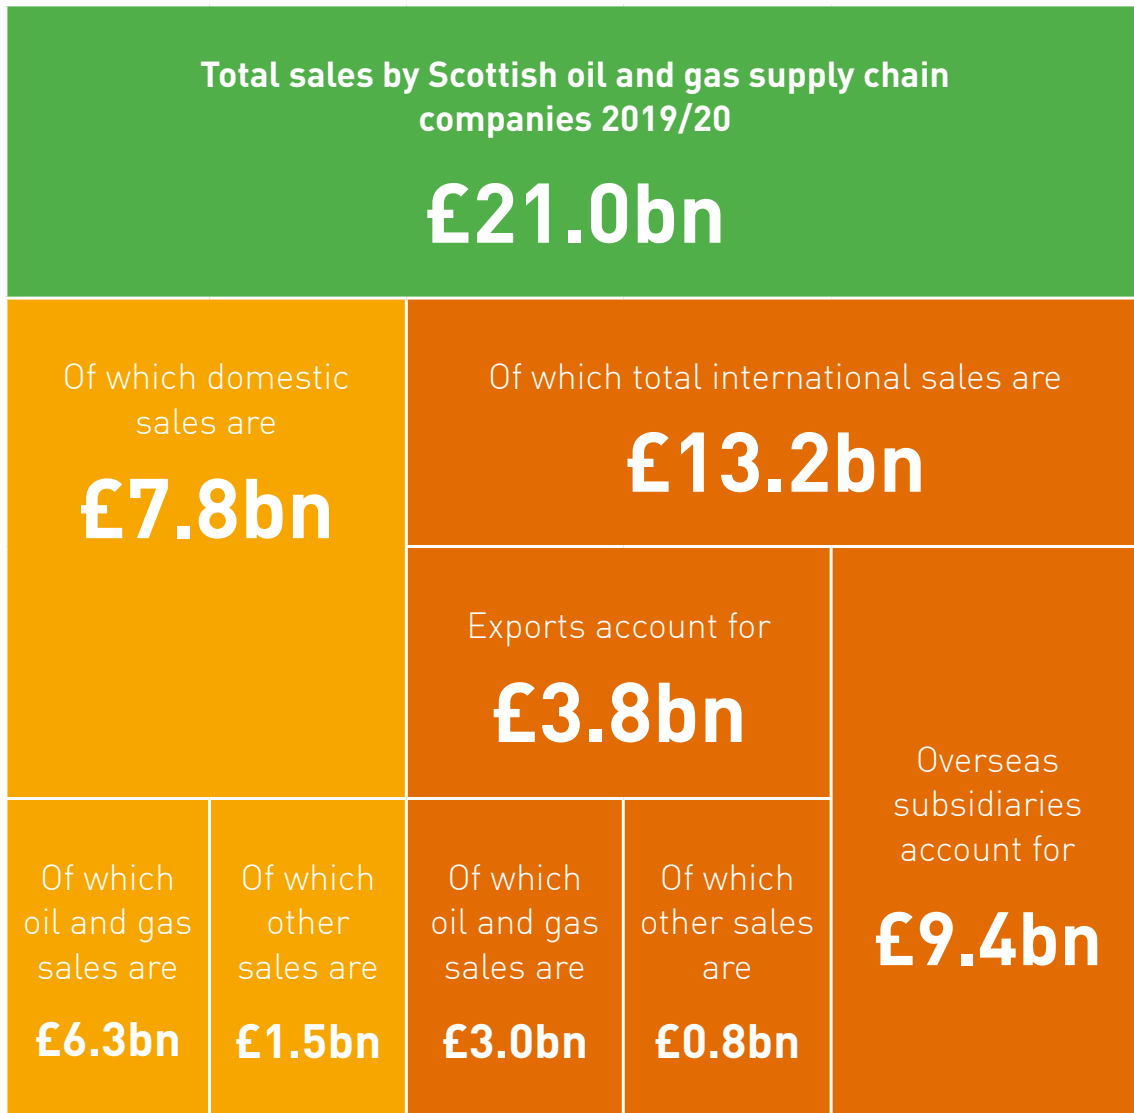 Total sales by Scottish oil and gas supply chain
companies 2019/20
£21.0bn
Of which domestic
sales are
£7.8bn
Of which total international sales are
£13.2bn
Exports account for
£3.8bn
Overseas
subsidiaries
account for
£9.4bn
Of which
oil and gas
sales are
£6.3bn
Of which
other
sales are
£1.5bn
Of which
oil and gas
sales are
£3.0bn
Of which
other sales
are
£0.8bn